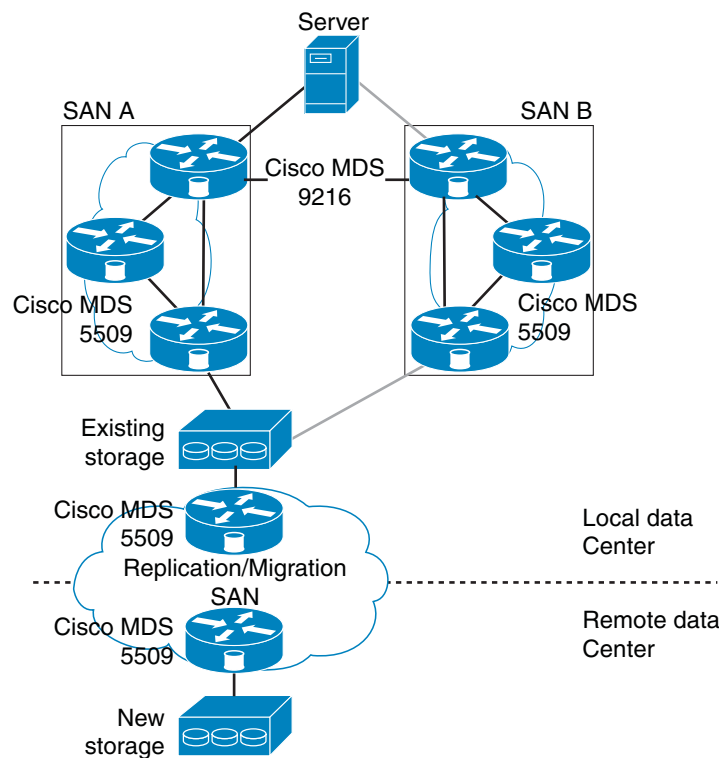 Server
SAN A
SAN B
Cisco MDS
9216
Cisco MDS
5509
Cisco MDS
5509
Existing
storage
Cisco MDS
5509
Local data
Center
Replication/Migration
SAN
Cisco MDS
5509
Remote data
Center
New
storage